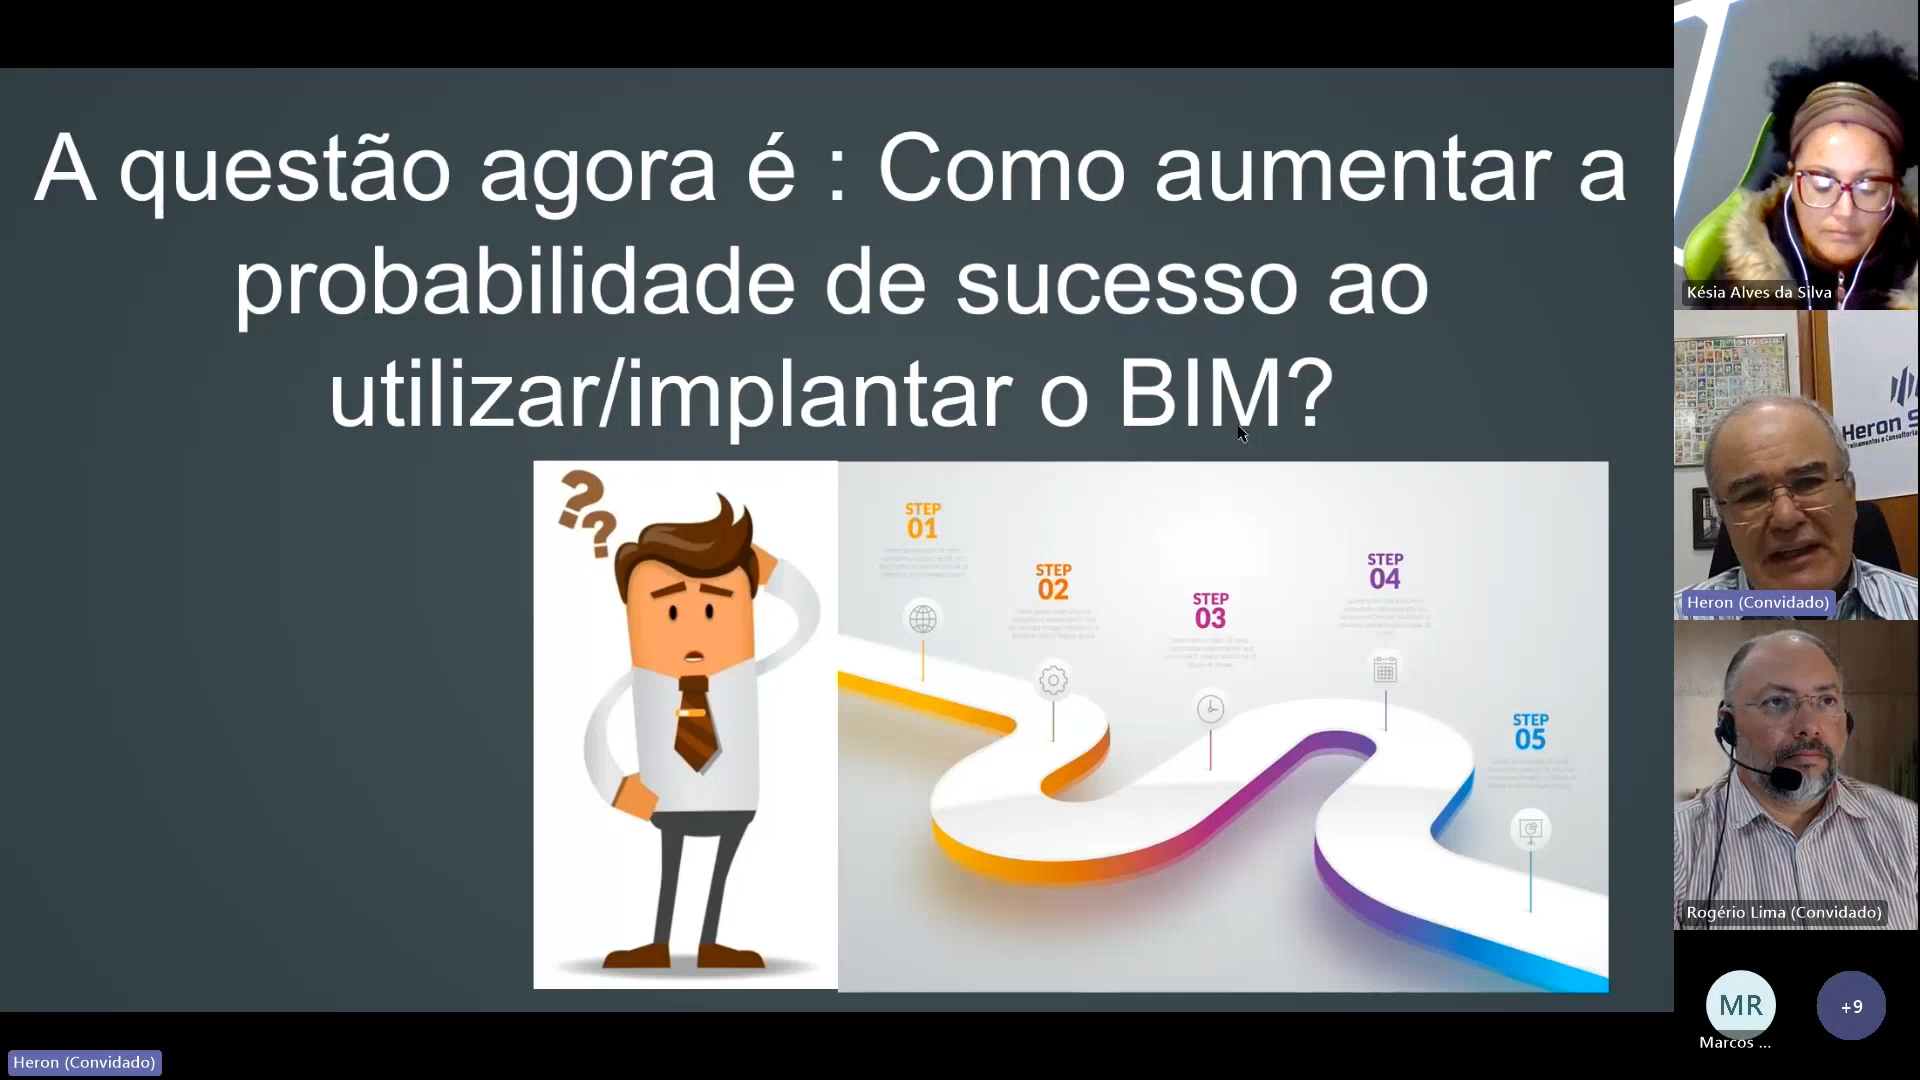 A questão agora é : Como aumentar a
probabilidade de sucesso ao
utilizar/implantar o BIM?
??
STEP
01
STEP
02
STEP
03
STEP
04
STEP
05
Késia Alves da Silva
Heron S
Heron (Convidado)
Rogério Lima (Convidado)
MR
Marcos ...
+9
Heron (Convidado)